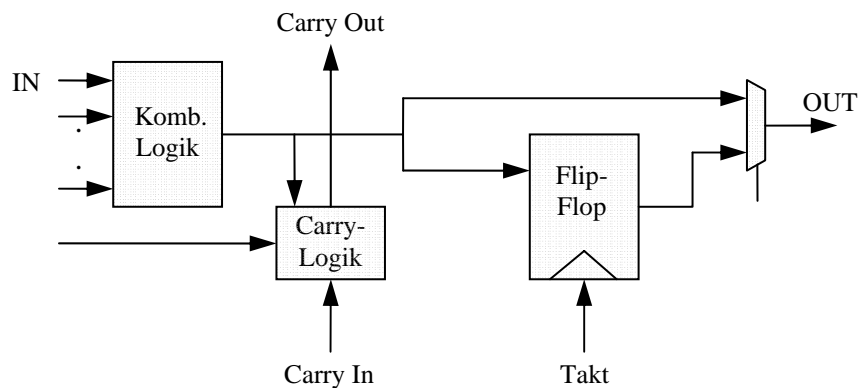 Carry Out
IN
OUT
Komb.
Logik
.
.
Flip-
Flop
Carry-
Logik
Carry In
Takt